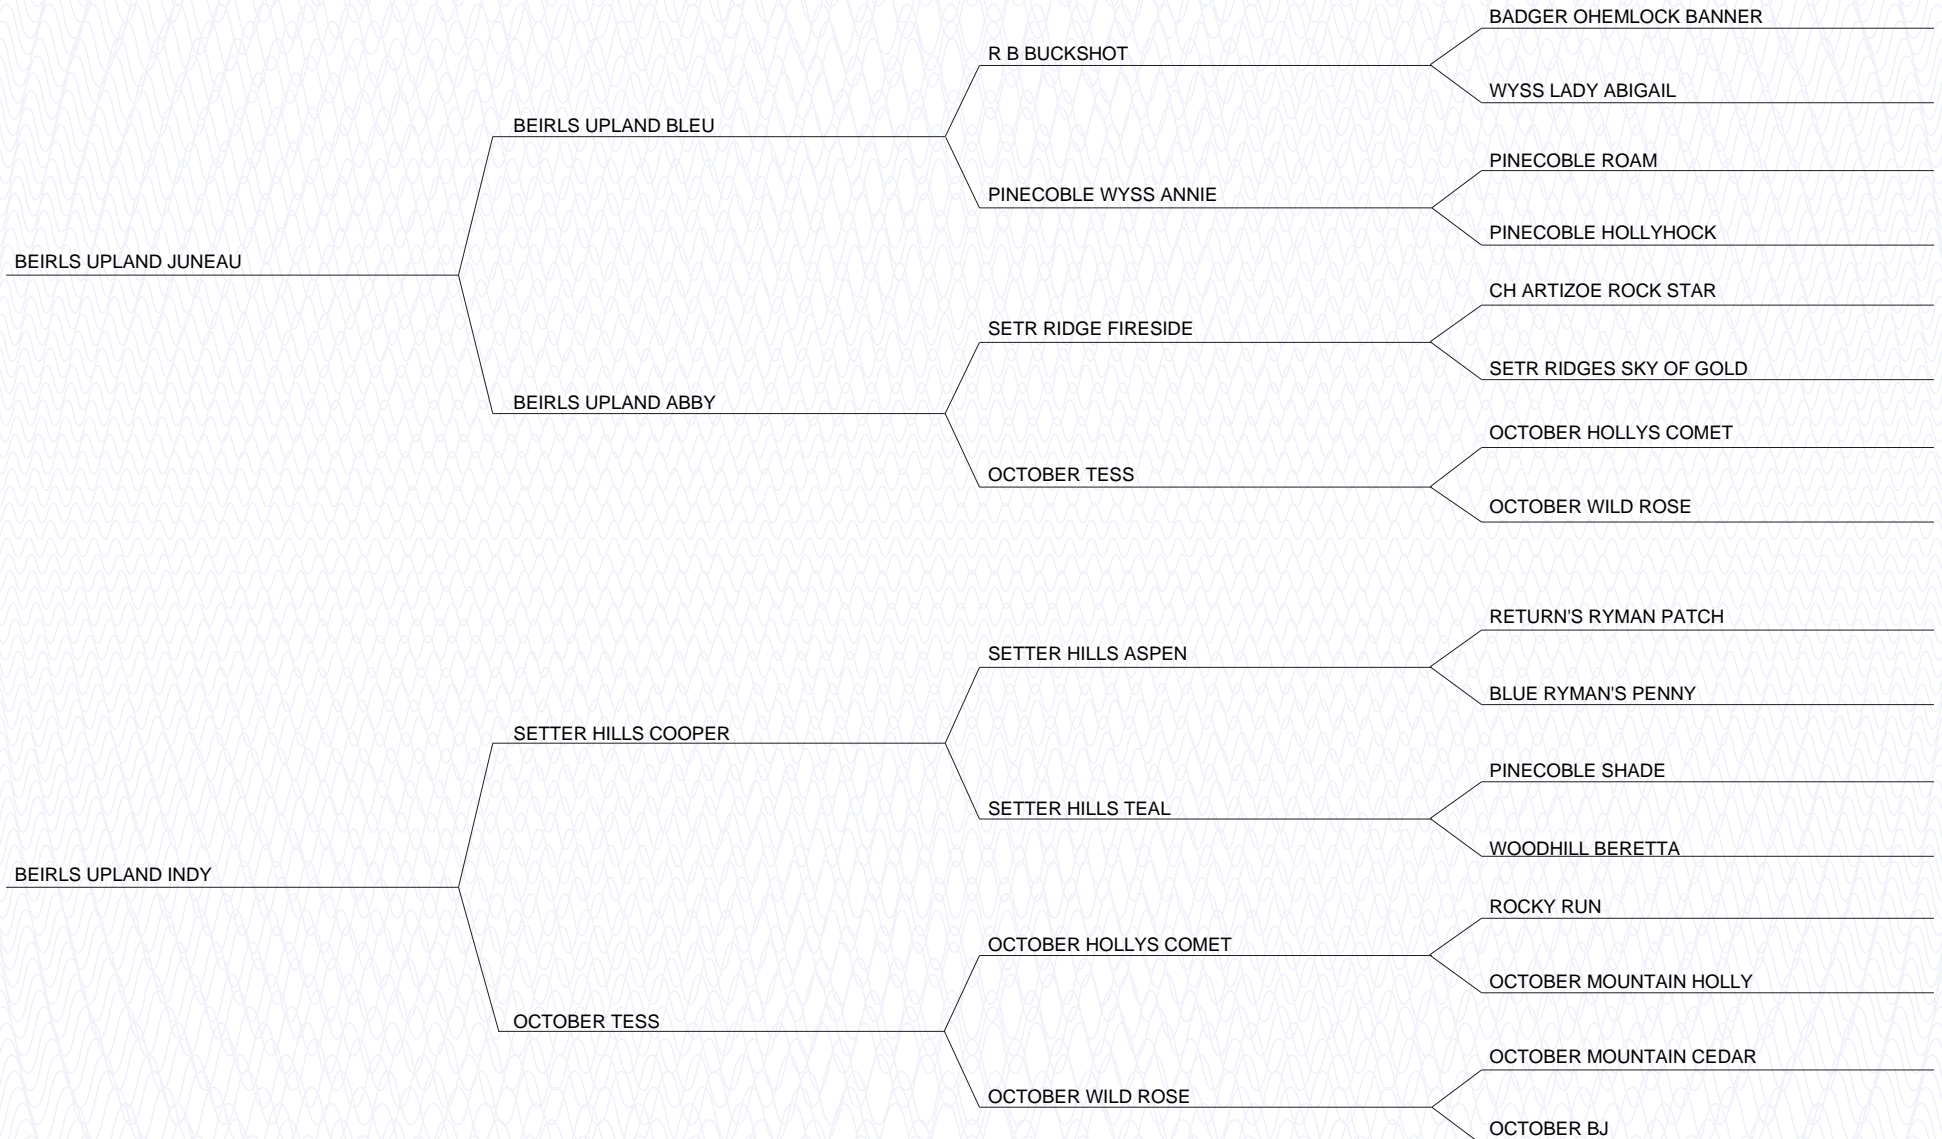 BADGER OHEMLOCK BANNER
R B BUCKSHOT
WYSS LADY ABIGAIL
BEIRLS UPLAND BLEU
PINECOBLE ROAM
PINECOBLE WYSS ANNIE
PINECOBLE HOLLYHOCK
BEIRLS UPLAND JUNEAU
CH ARTIZOE ROCK STAR
SETR RIDGE FIRESIDE
SETR RIDGES SKY OF GOLD
BEIRLS UPLAND ABBY
OCTOBER HOLLYS COMET
OCTOBER TESS
OCTOBER WILD ROSE
RETURN'S RYMAN PATCH
SETTER HILLS ASPEN
BLUE RYMAN'S PENNY
SETTER HILLS COOPER
PINECOBLE SHADE
SETTER HILLS TEAL
WOODHILL BERETTA
BEIRLS UPLAND INDY
ROCKY RUN
OCTOBER HOLLYS COMET
OCTOBER MOUNTAIN HOLLY
OCTOBER TESS
OCTOBER MOUNTAIN CEDAR
OCTOBER WILD ROSE
OCTOBER BJ